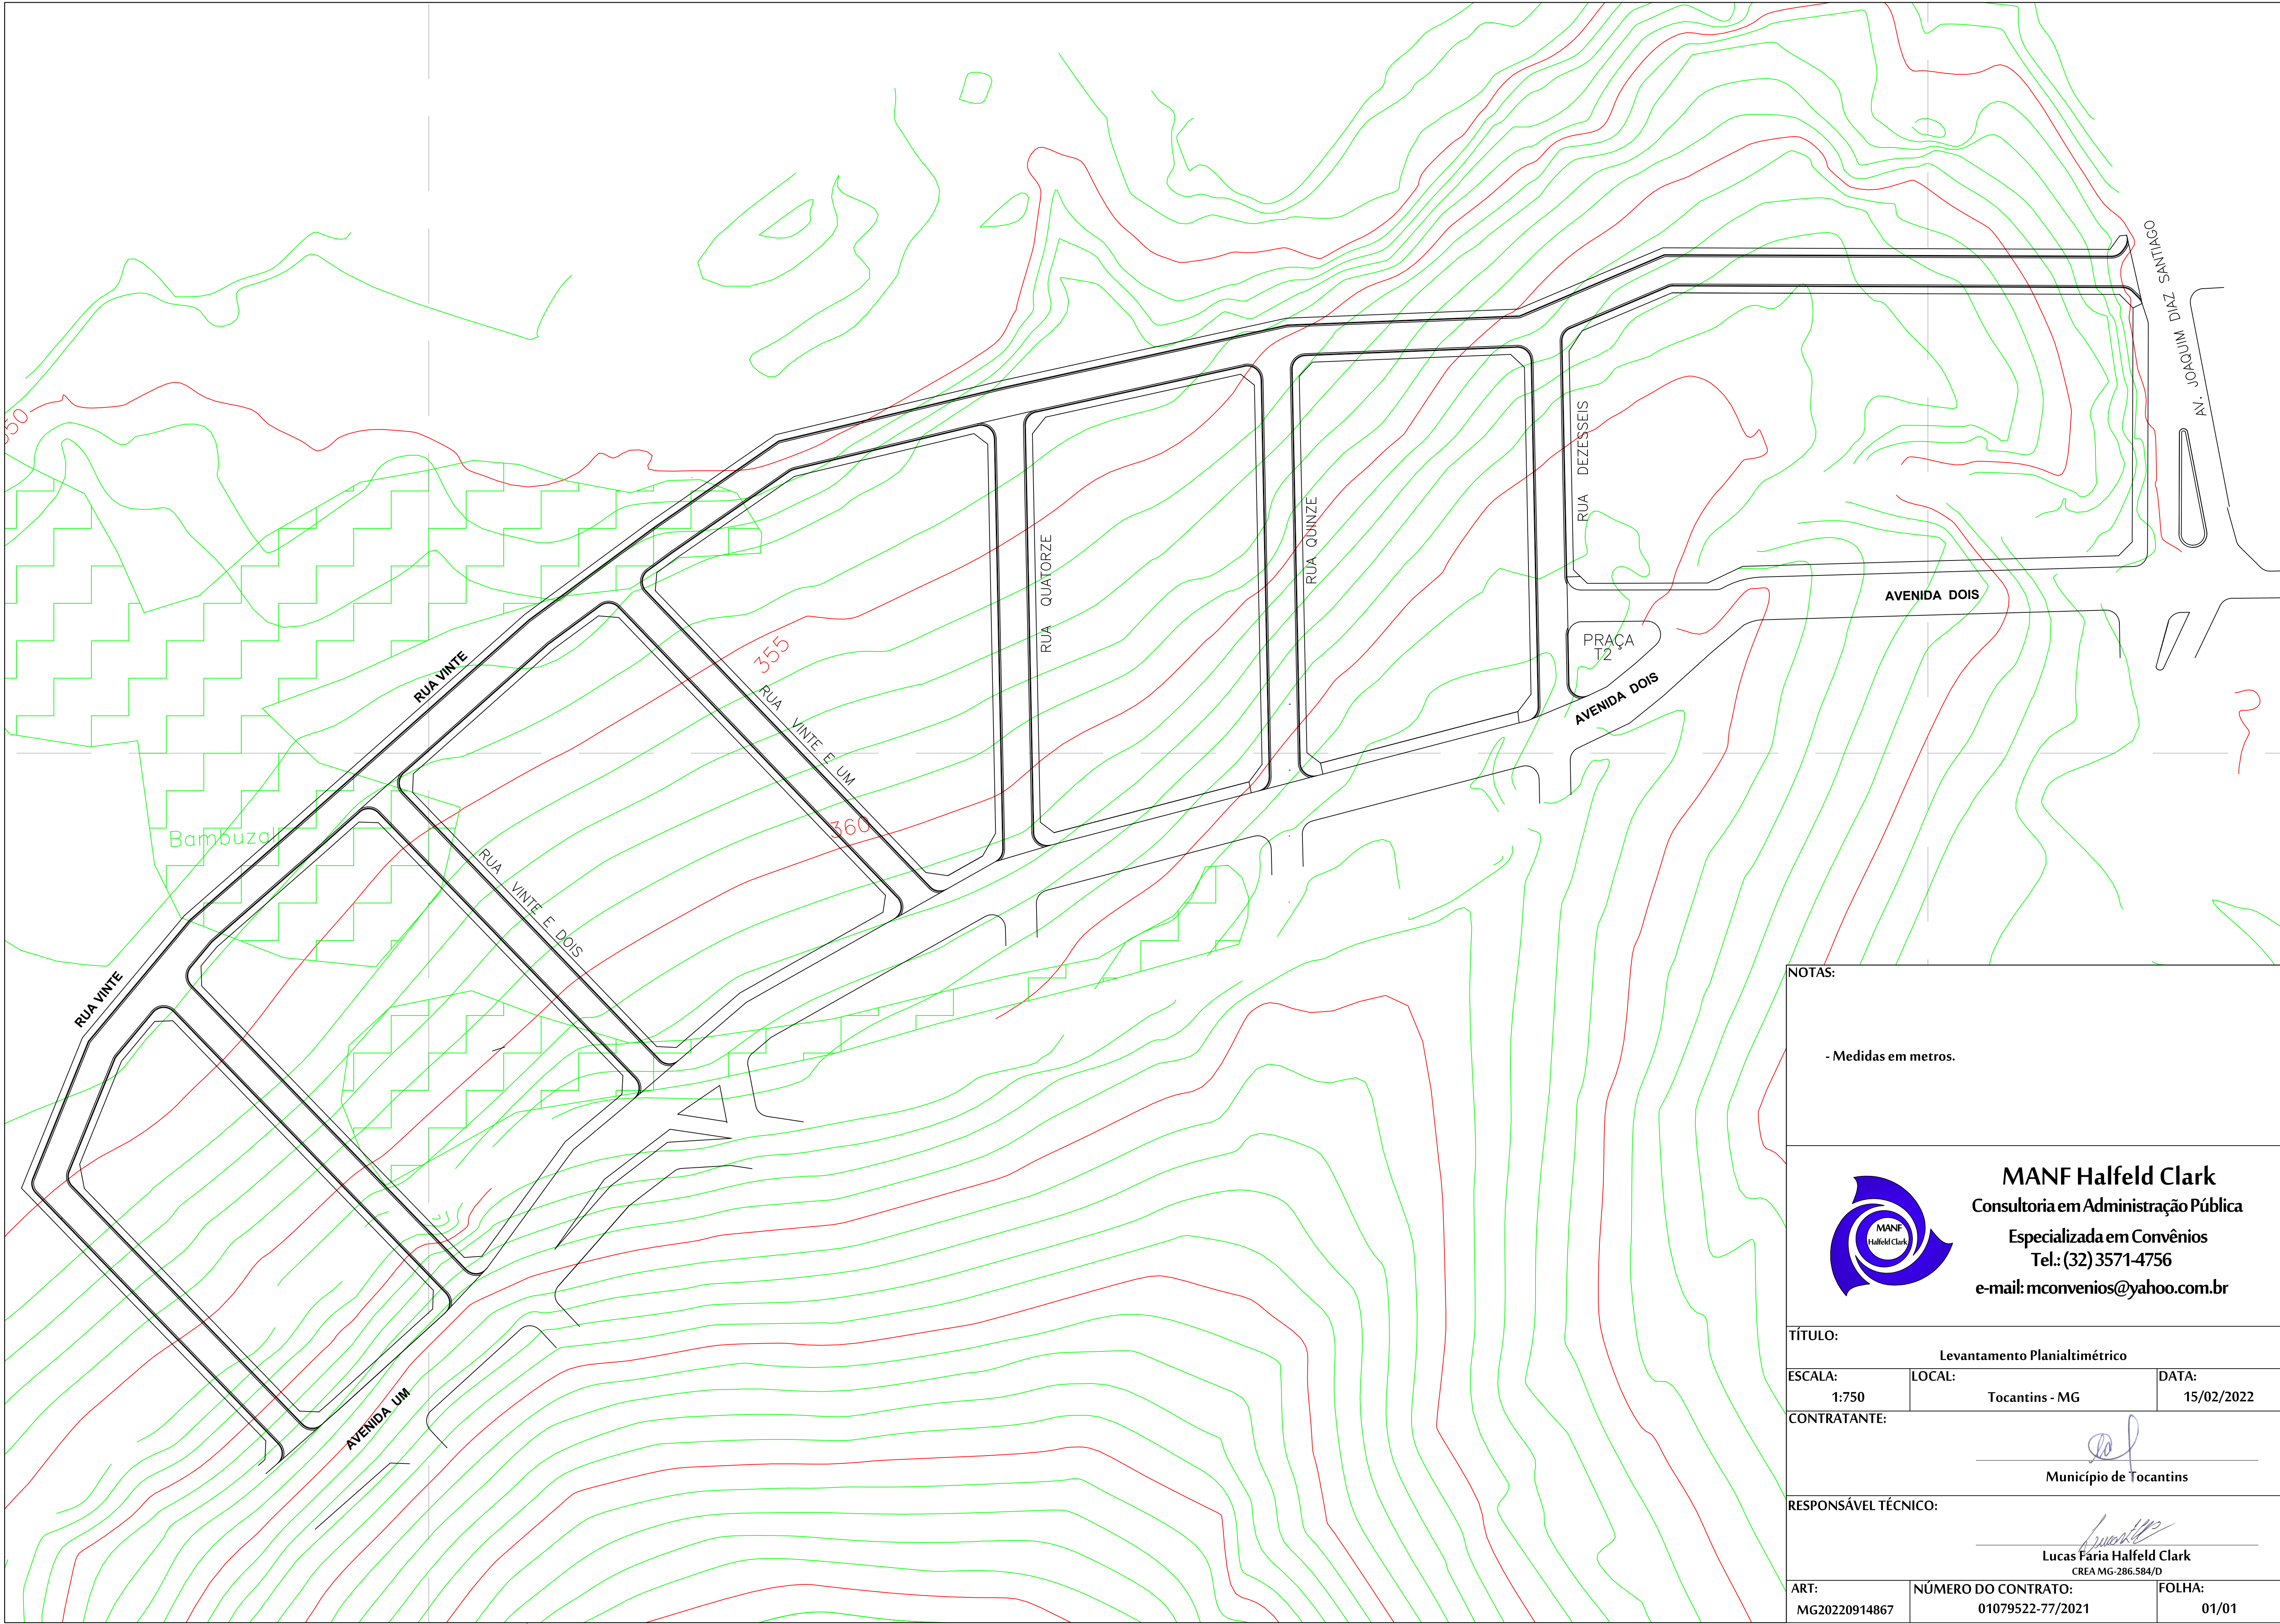 AV. JOAQUIM DIAZ SANTIAGO
RUA DEZESSEIS
RUA QUINZE
RUA QUATORZE
AVENIDA DOIS
PRAÇA
T2
AVENIDA DOIS
RUA VINTE
355
RUA VINTE E UM
360
Bambuzal
RUA VINTE E DOIS
RUA VINTE
AVENIDA UM
NOTAS:
- Medidas em metros.
MANF
Halfeld Clark
MANF Halfeld Clark
Consultoria em Administração Pública
Especializada em Convênios
Tel.: (32) 3571-4756
e-mail: mconvenios@yahoo.com.br
TÍTULO:
Levantamento Planialtimétrico
ESCALA:
1:750
LOCAL:
Tocantins - MG
DATA:
15/02/2022
CONTRATANTE:
Município de Tocantins
RESPONSÁVEL TÉCNICO:
Lucas Faria Halfeld Clark
CREA MG-286.584/D
ART:
MG20220914867
NÚMERO DO CONTRATO:
01079522-77/2021
FOLHA:
01/01